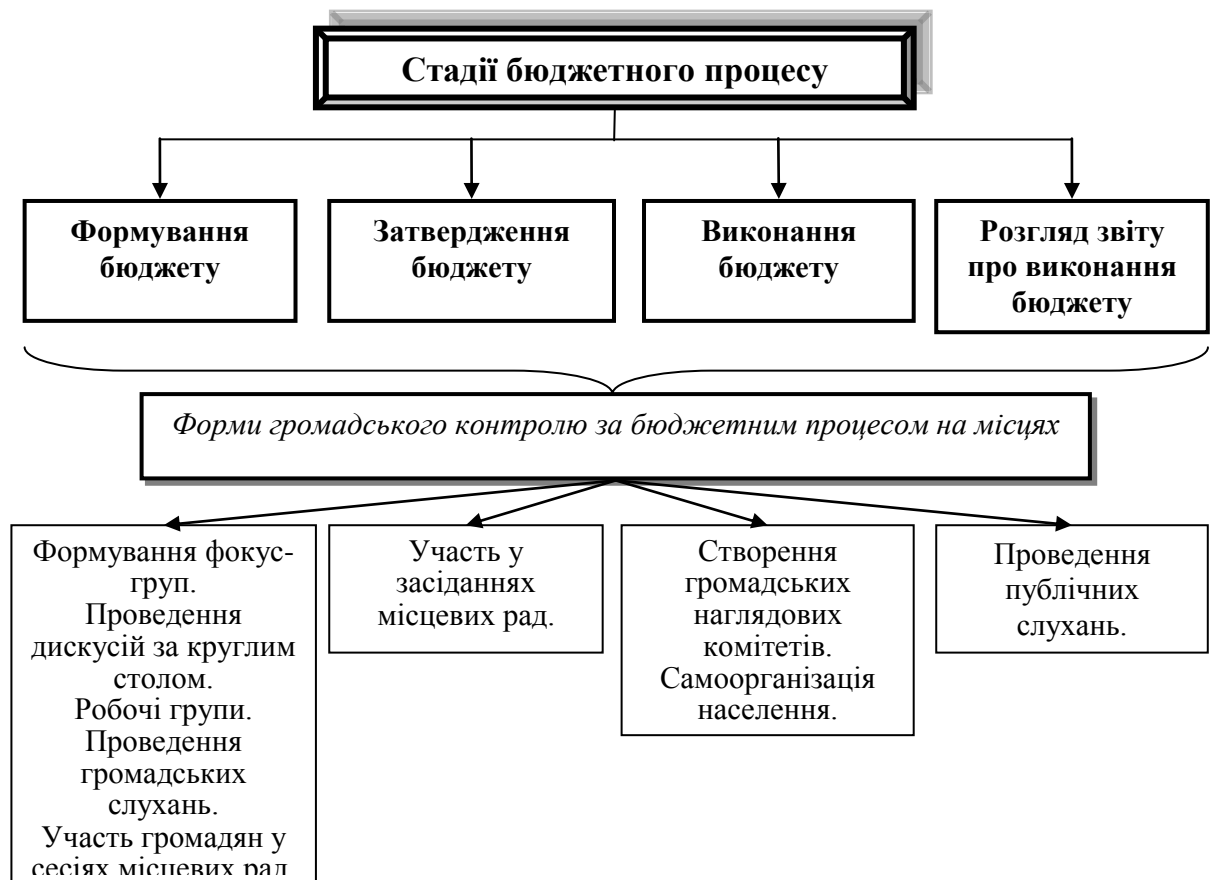 Стадії бюджетного процесу
Формування
бюджету
Затвердження
бюджету
Виконання
бюджету
Розгляд звіту
про виконання
бюджету
Форми громадського контролю за бюджетним процесом на місцях
Формування фокус-
груп.
Проведення
дискусій за круглим
столом.
Робочі групи.
Проведення
громадських
слухань.
Участь громадян у
сесіях місцевих рад
Участь у
засіданнях
місцевих рад.
Створення
громадських
наглядових
комітетів.
Самоорганізація
населення.
Проведення
публічних
слухань.